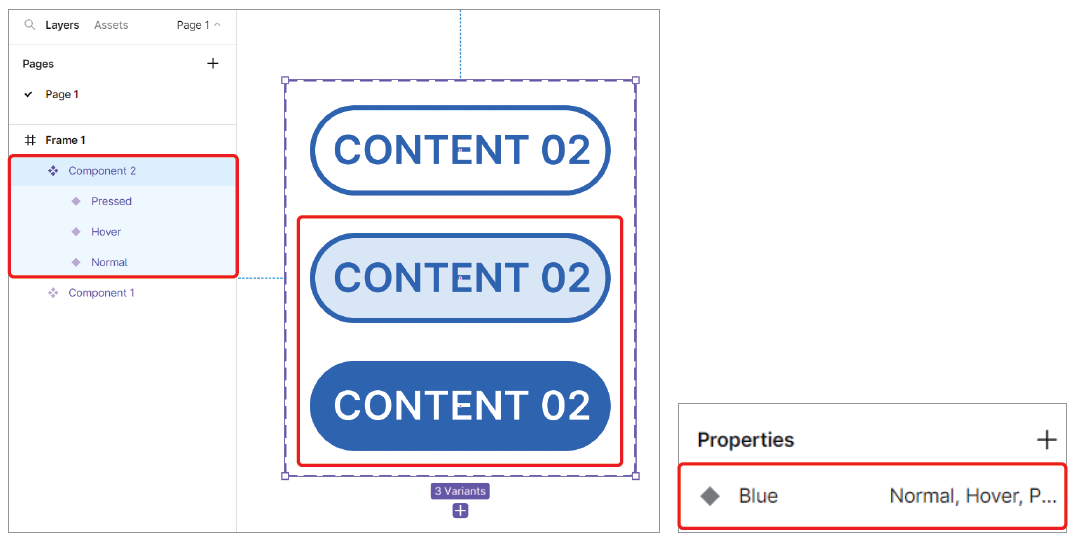 Layers Assets Page 1
Pages
Page 1
Frame 1
Component 2
Pressed
Hover
Normal
Component 1
CONTENT 02
CONTENT 02
CONTENT 02
3 Variants
Properties
Blue Normal, Hover, P...